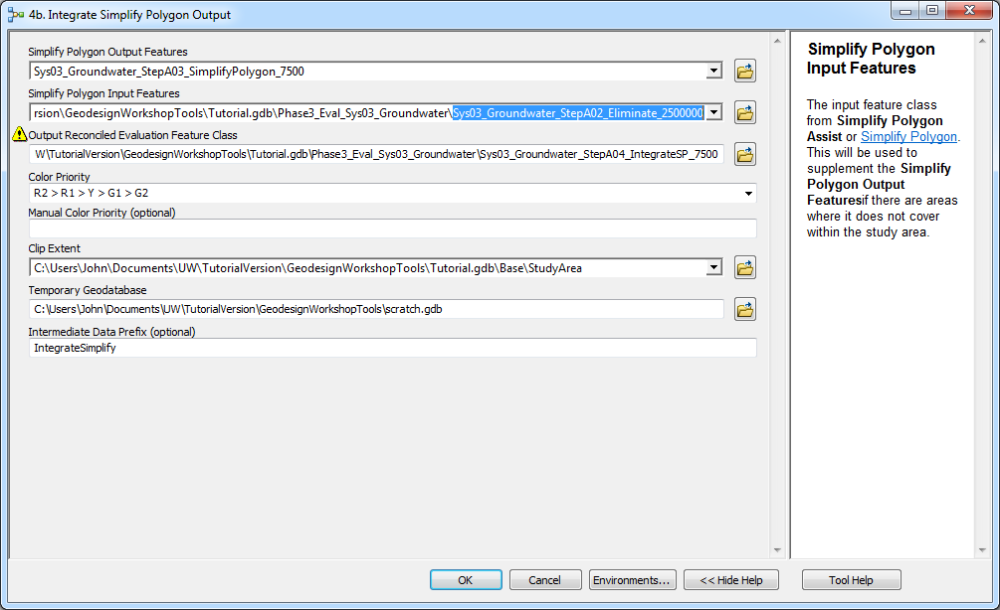 4b. Integrate Simplify Polygon Output
Simplify Polygon Output Features
Sys03_Groundwater_StepA03_SimplifyPolygon_7500
Simplify Polygon Input Features
rsion\GeodesignWorkshopTools\Tutorial.gdb\Phase3_Eval_Sys03_Groundwater\Sys03_Groundwater_StepA02_Eliminate_2500000
Output Reconciled Evaluation Feature Class
W\TutorialVersion\GeodesignWorkshopTools\Tutorial.gdb\Phase3_Eval_Sys03_Groundwater\Sys03_Groundwater_StepA04_IntegrateSP_7500
Color Priority
R2 > R1 > Y > G1 > G2
Manual Color Priority (optional)
Clip Extent
C:\Users\John\Documents\UW\TutorialVersion\GeodesignWorkshopTools\Tutorial.gdb\Base\StudyArea
Temporary Geodatabase
C:\Users\John\Documents\UW\TutorialVersion\GeodesignWorkshopTools\scratch.gdb
Intermediate Data Prefix (optional)
IntegrateSimplify
OK
Cancel
Environments...
<< Hide Help
Simplify Polygon
Input Features
The input feature class
from Simplify Polygon
Assist or Simplify Polygon.
This will be used to
supplement the Simplify
Polygon Output
Featuresif there are areas
where it does not cover
within the study area.
Tool Help